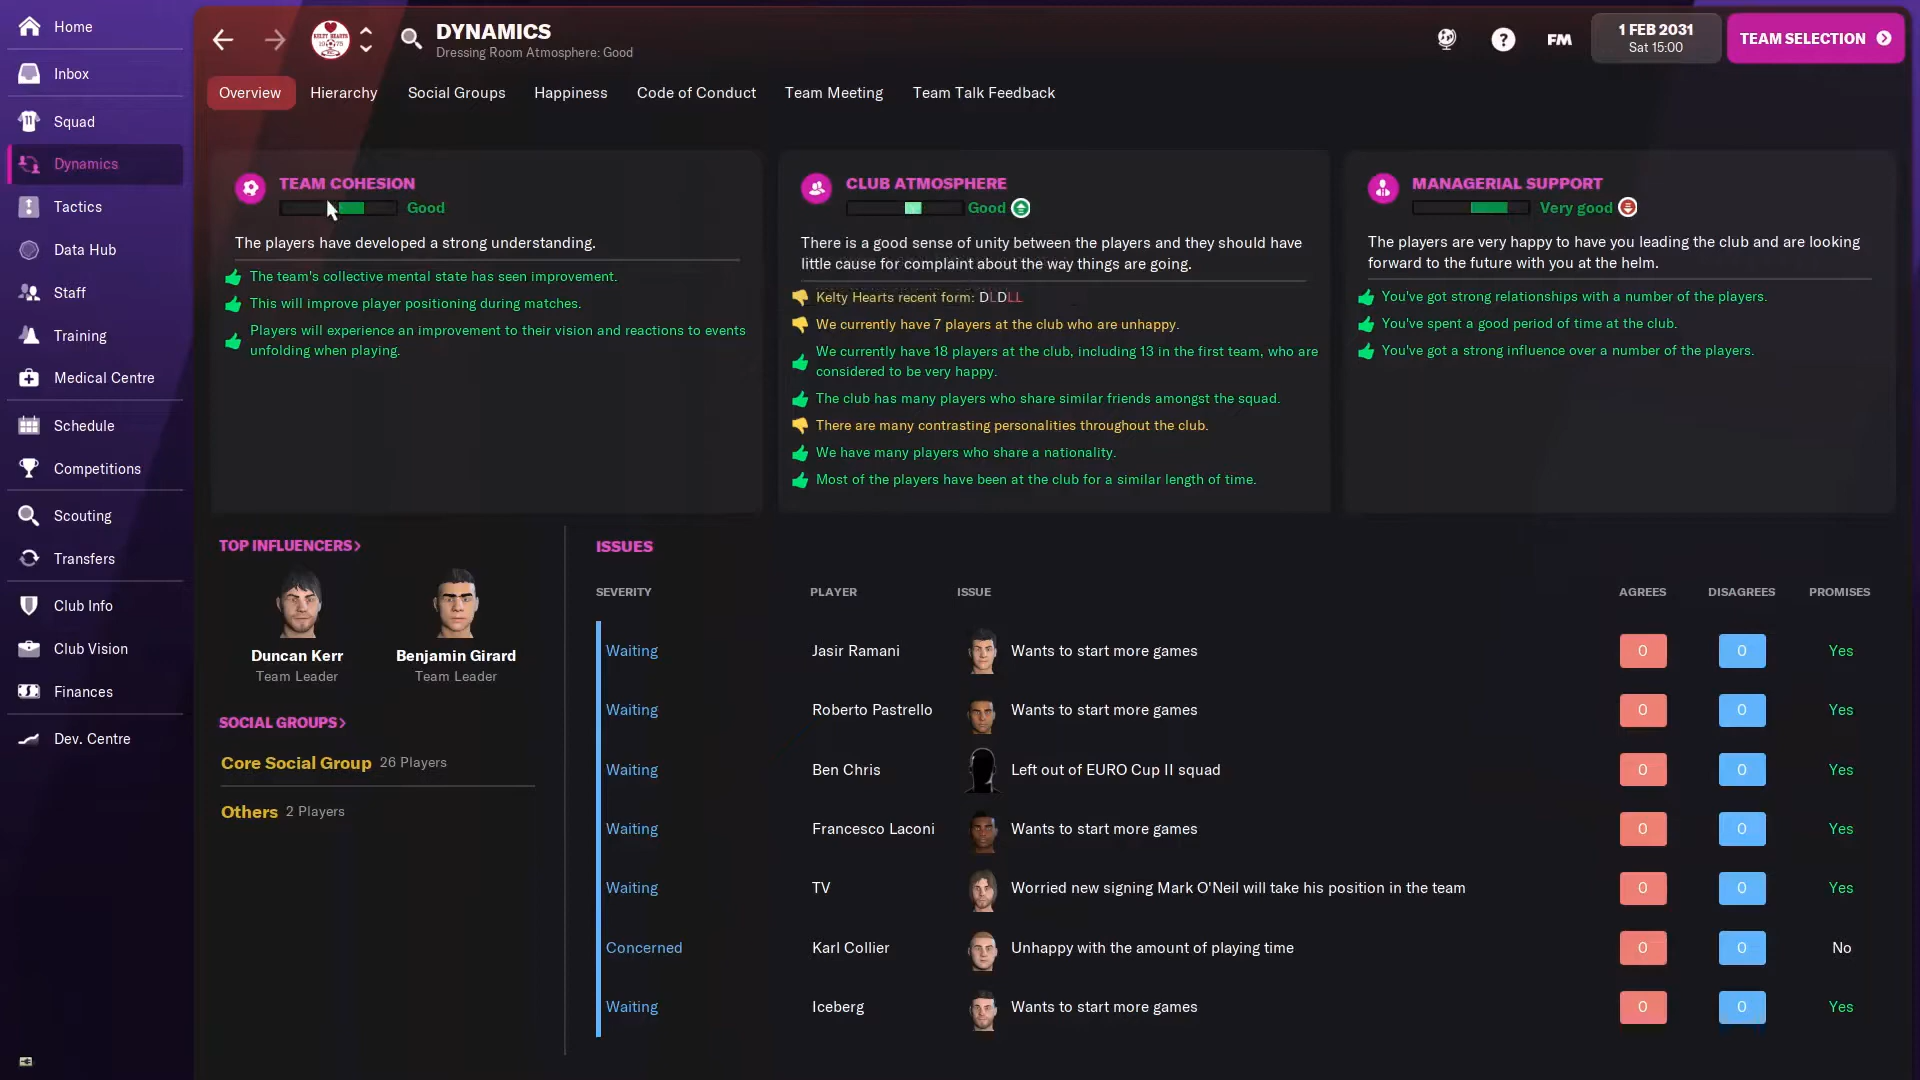 Home
Inbox
Squad
Dynamics
Tactics
Data Hub
Staff
Training
Medical Centre
Schedule
Competitions
Scouting
Transfers
Club Info
Club Vision
Finances
Dev. Centre
KELTY HEARTS
1975
DYNAMICS
Dressing Room Atmosphere: Good
?
FM
1 FEB 2031
Sat 15:00
TEAM SELECTION
Overview Hierarchy Social Groups Happiness Code of Conduct Team Meeting Team Talk Feedback
TEAM COHESION
Good
The players have developed a strong understanding.
The team's collective mental state has seen improvement.
This will improve player positioning during matches.
Players will experience an improvement to their vision and reactions to events
unfolding when playing.
CLUB ATMOSPHERE
Good
There is a good sense of unity between the players and they should have
little cause for complaint about the way things are going.
Kelty Hearts recent form: DLDLL
We currently have 7 players at the club who are unhappy.
We currently have 18 players at the club, including 13 in the first team, who are
considered to be very happy.
The club has many players who share similar friends amongst the squad.
There are many contrasting personalities throughout the club.
We have many players who share a nationality.
Most of the players have been at the club for a similar length of time.
MANAGERIAL SUPPORT
Very good
The players are very happy to have you leading the club and are looking
forward to the future with you at the helm.
You've got strong relationships with a number of the players.
You've spent a good period of time at the club.
You've got a strong influence over a number of the players.
TOP INFLUENCERS>
Duncan Kerr
Team Leader
Benjamin Girard
Team Leader
SOCIAL GROUPS>
Core Social Group 26 Players
Others 2 Players
ISSUES
SEVERITY PLAYER ISSUE AGREES DISAGREES PROMISES
Waiting Jasir Ramani Wants to start more games 0 0 Yes
Waiting Roberto Pastrello Wants to start more games 0 0 Yes
Waiting Ben Chris Left out of EURO Cup II squad 0 0 Yes
Waiting Francesco Laconi Wants to start more games 0 0 Yes
Waiting TV Worried new signing Mark O'Neil will take his position in the team 0 0 Yes
Concerned Karl Collier Unhappy with the amount of playing time 0 0 No
Waiting Iceberg Wants to start more games 0 0 Yes